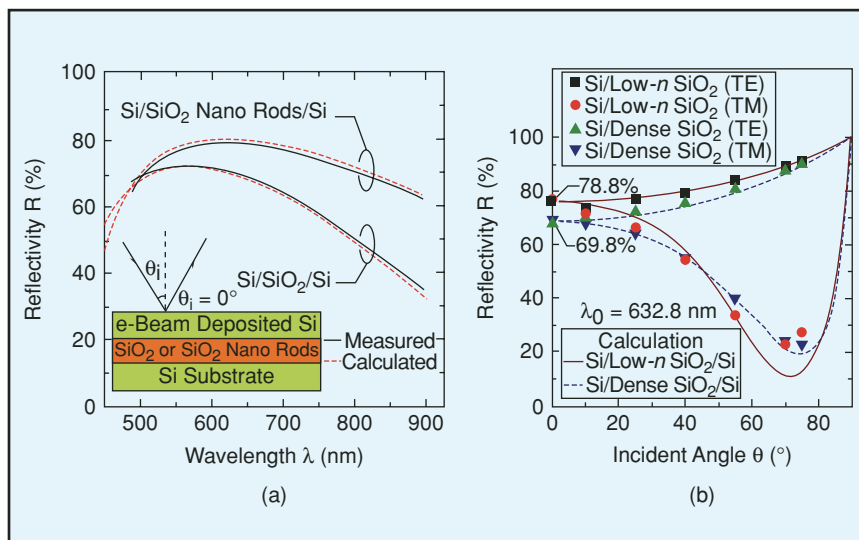 100
80
60
40
20
0
Reflectivity R (%)
Si/SiO2 Nano Rods/Si
Si/SiO2/Si
θi
θi = 0°
e-Beam Deposited Si
SiO2 or SiO2 Nano Rods
Si Substrate
Measured
Calculated
500 600 700 800 900
Wavelength λ (nm)
(a)
Si/Low-n SiO2 (TE)
Si/Low-n SiO2 (TM)
Si/Dense SiO2 (TE)
Si/Dense SiO2 (TM)
100
80
60
40
20
0
Reflectivity R (%)
78.8%
69.8%
λ0 = 632.8 nm
Calculation
Si/Low-n SiO2/Si
Si/Dense SiO2/Si
0 20 40 60 80
Incident Angle θ (°)
(b)